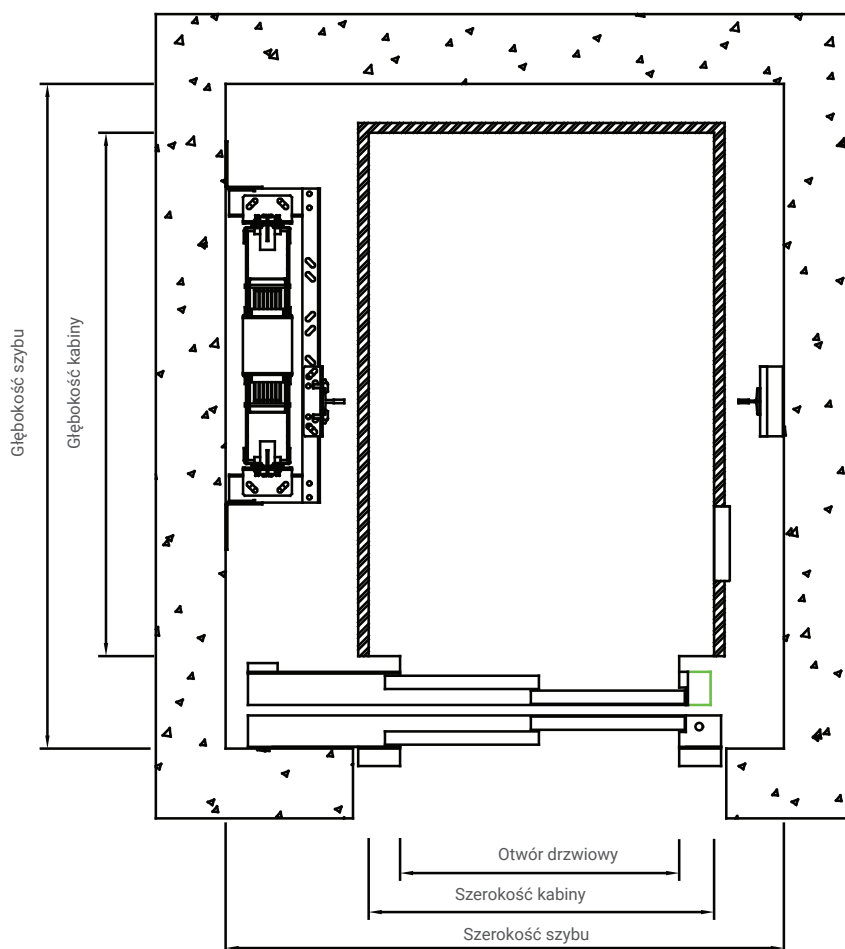 Głębokość szybu
Głębokość kabiny
Otwór drzwiowy
Szerokość kabiny
Szerokość szybu